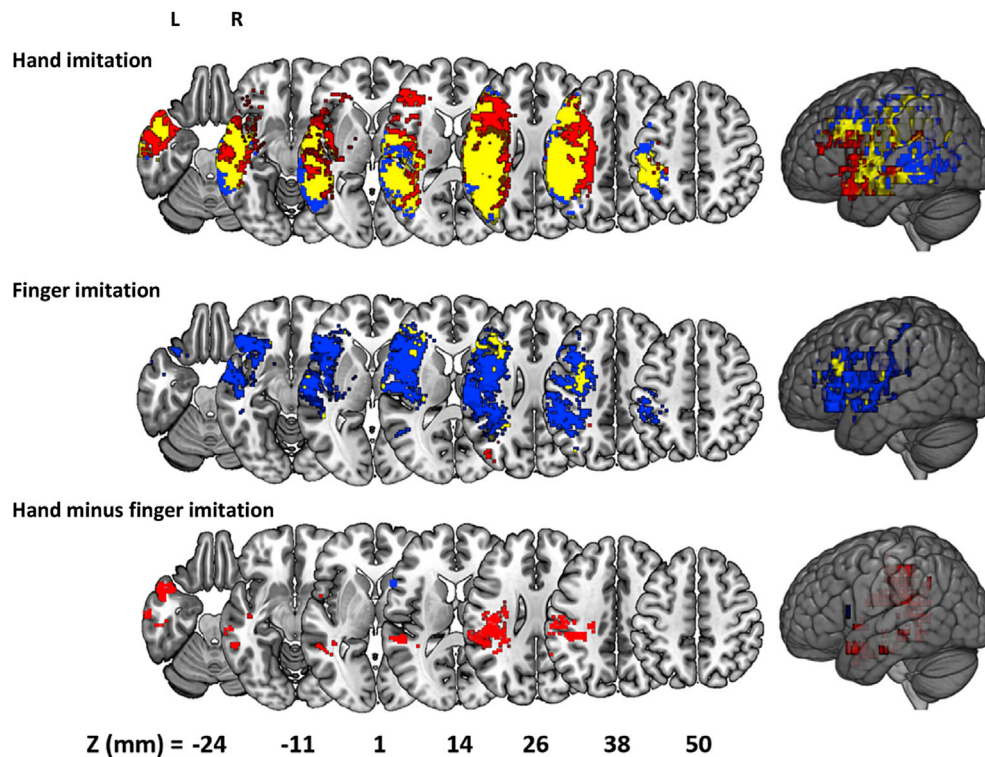 L R
Hand imitation
Finger imitation
Hand minus finger imitation
Z (mm) = -24 -11 1 14 26 38 50